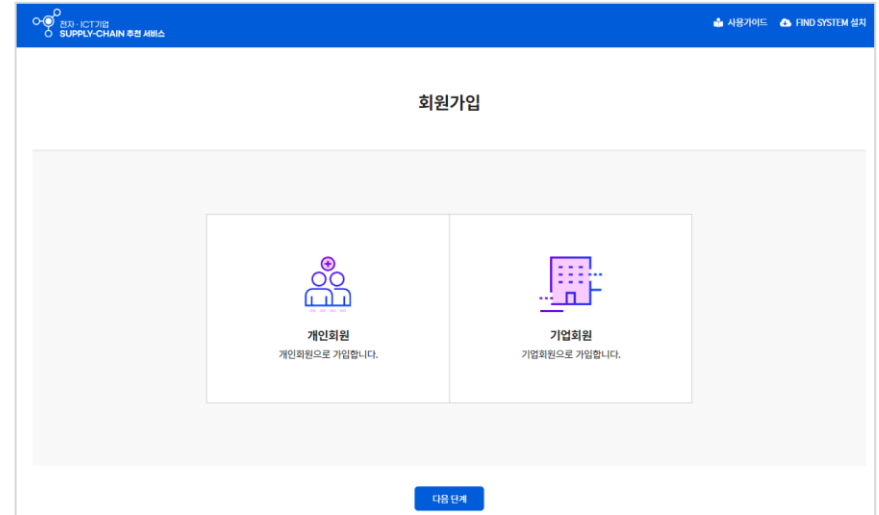 전자·ICT기업
SUPPLY-CHAIN 추천 서비스
사용가이드
FIND SYSTEM 설치
회원가입
개인회원
개인회원으로 가입합니다.
기업회원
기업회원으로 가입합니다.
다음 단계